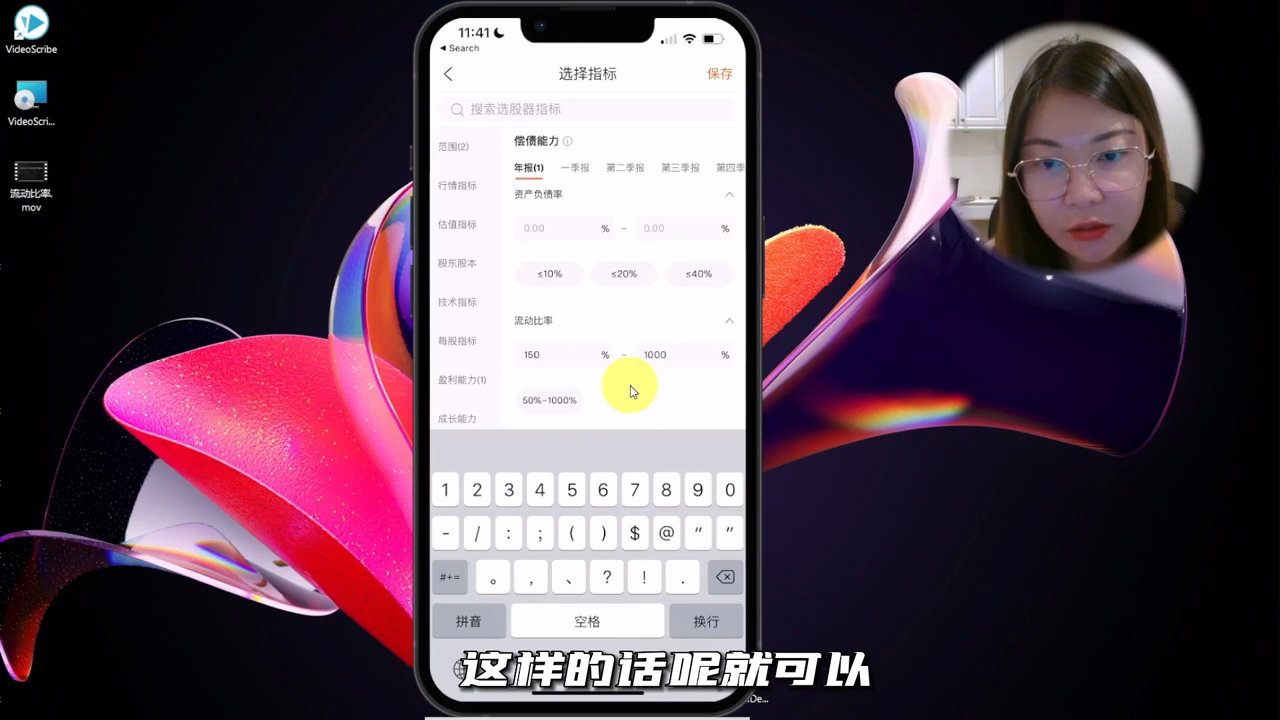 VideoScribe
VideoScri...
流动比率.
mov
11:41
Search
选择指标
保存
搜索选股器指标
范围(2)
行情指标
估值指标
股东股本
技术指标
每股指标
盈利能力(1)
成长能力
偿债能力
年报(1) 一季报 第二季报 第三季报 第四季
资产负债率
0.00 % ~ 0.00 %
≤10% ≤20% ≤40%
流动比率
150 % ~ 1000 %
50%~1000%
1 2 3 4 5 6 7 8 9 0
- / : ; ( ) $ @ “ ”
#+= 。 , 、 ? ! .
拼音 空格 换行
这样的话呢就可以
.De...